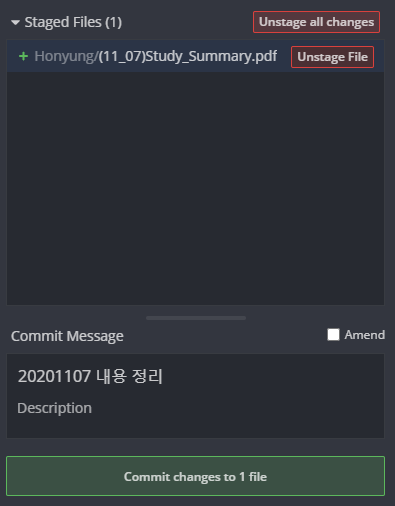 Staged Files (1)
Unstage all changes
+ Honyung/(11_07)Study_Summary.pdf
Unstage File
Commit Message
Amend
20201107 내용 정리
Description
Commit changes to 1 file